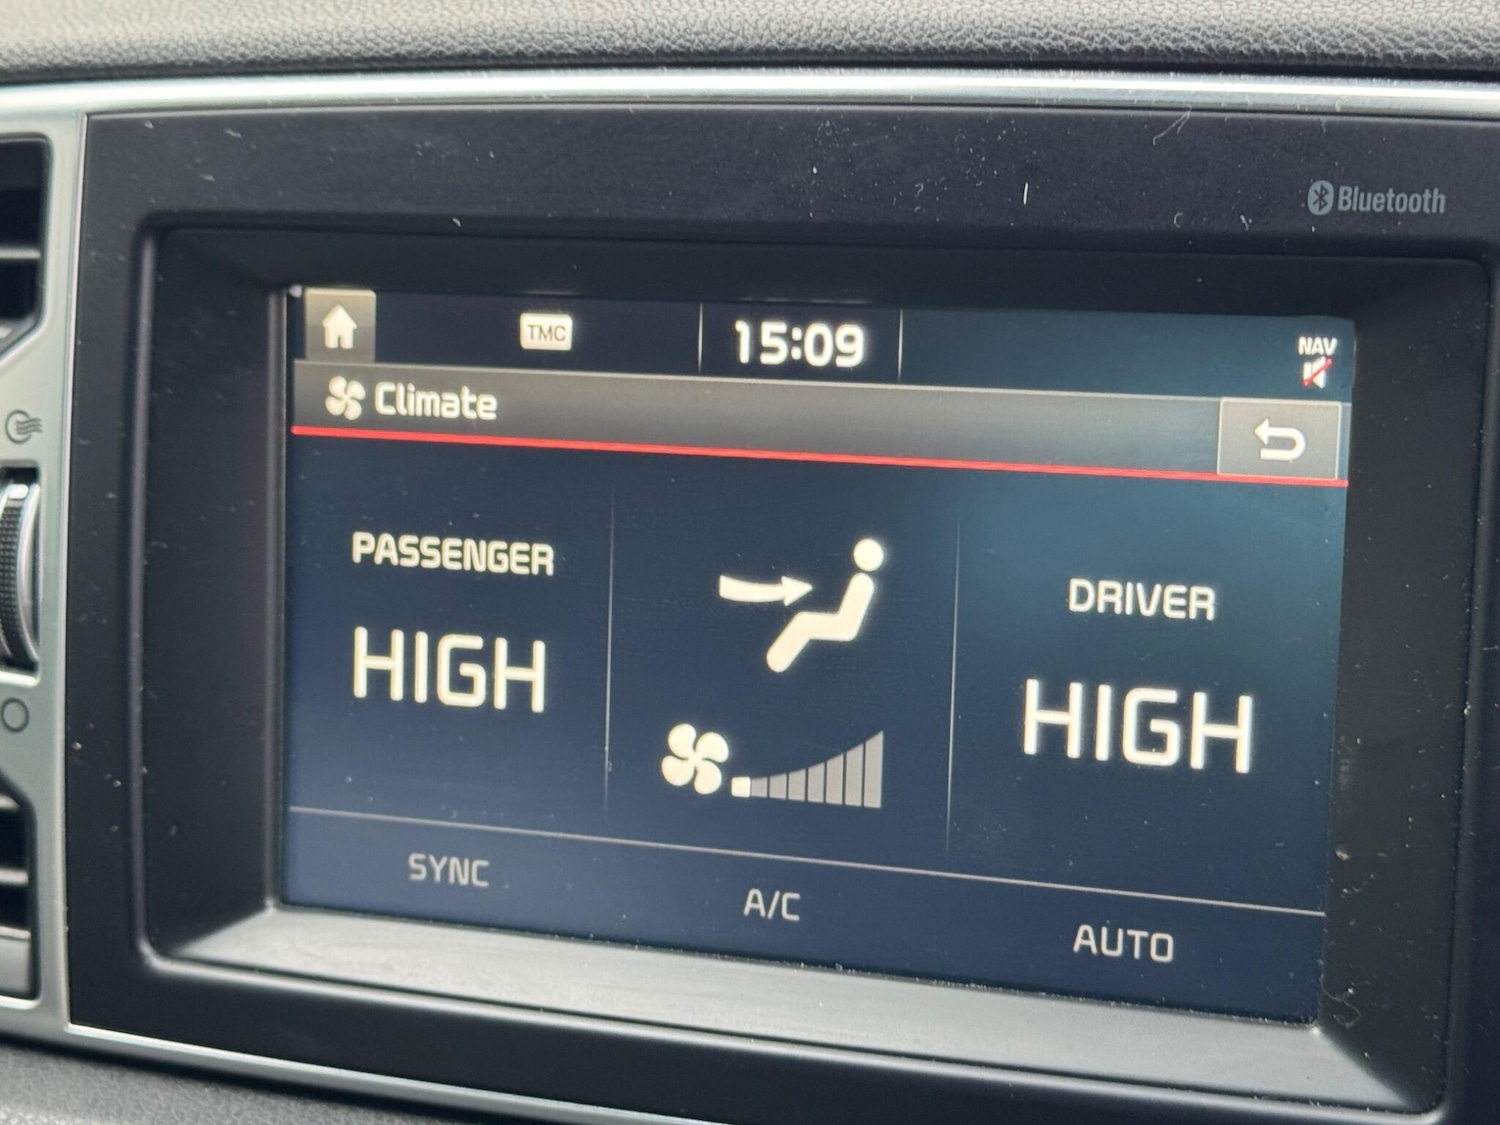 Bluetooth
TMC
15:09
NAV
Climate
PASSENGER
HIGH
DRIVER
HIGH
SYNC
A/C
AUTO